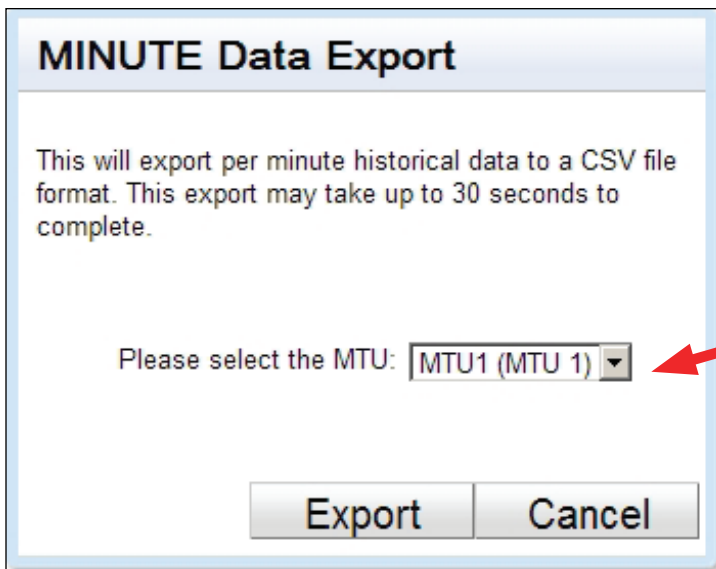 MINUTE Data Export
This will export per minute historical data to a CSV file
format. This export may take up to 30 seconds to
complete.
Please select the MTU: MTU1 (MTU 1)
Export Cancel